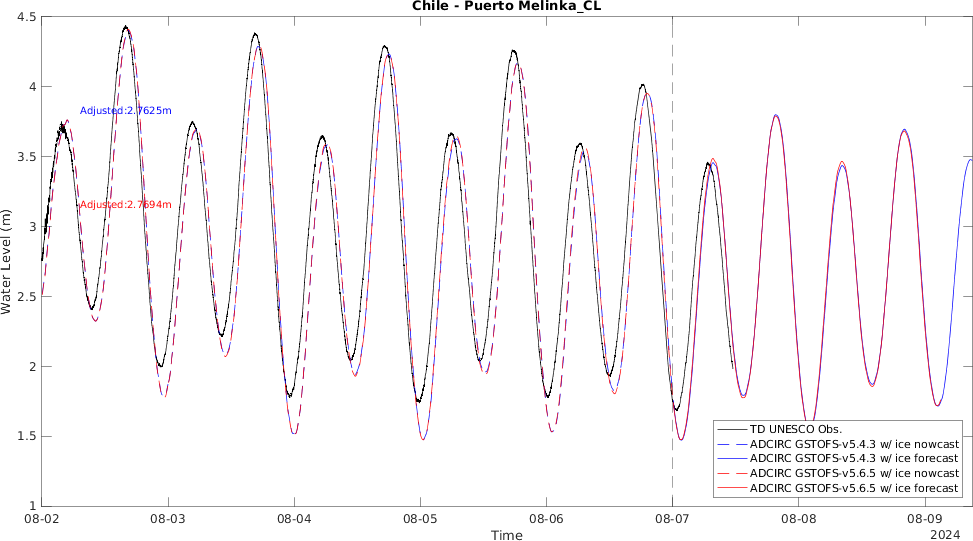 Chile - Puerto Melinka_CL
4.5
4
3.5
3
2.5
2
1.5
1
Water Level (m)
Adjusted:2.7625m
Adjusted:2.7694m
TD UNESCO Obs.
ADCIRC GSTOFS-v5.4.3 w/ ice nowcast
ADCIRC GSTOFS-v5.4.3 w/ ice forecast
ADCIRC GSTOFS-v5.6.5 w/ ice nowcast
ADCIRC GSTOFS-v5.6.5 w/ ice forecast
08-02 08-03 08-04 08-05 08-06 08-07 08-08 08-09
Time
2024